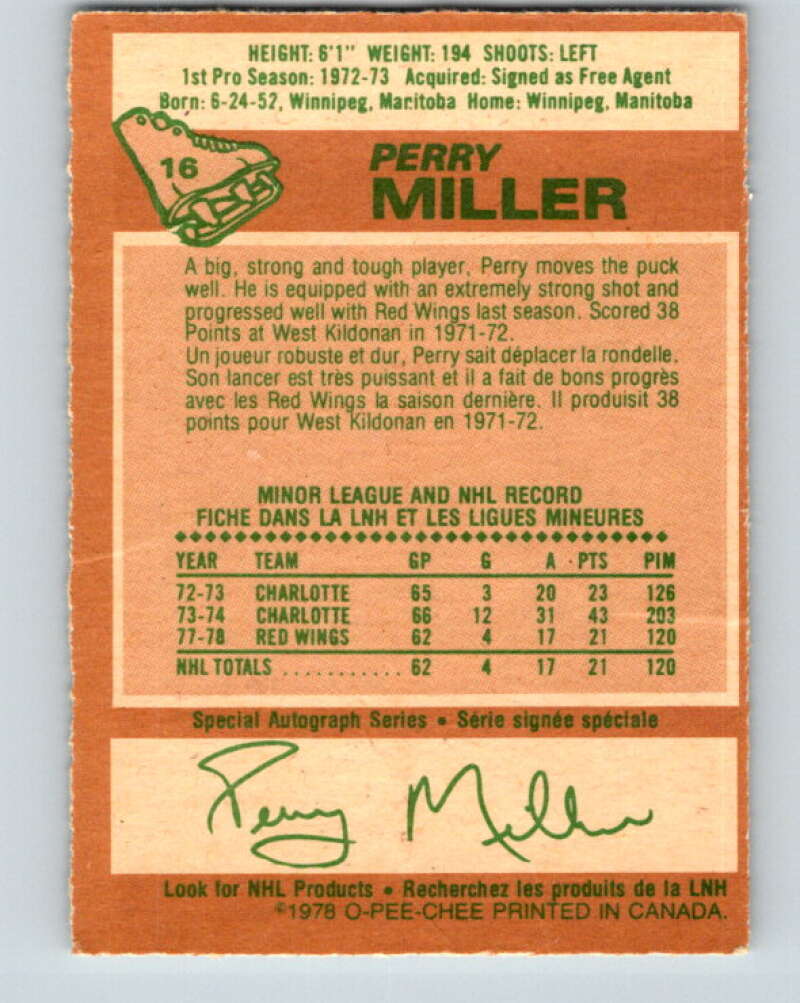 HEIGHT: 6'1" WEIGHT: 194 SHOOTS: LEFT
1st Pro Season: 1972-73 Acquired: Signed as Free Agent
Born: 6-24-52, Winnipeg, Manitoba Home: Winnipeg, Manitoba
16
PERRY
MILLER
A big, strong and tough player, Perry moves the puck
well. He is equipped with an extremely strong shot and
progressed well with Red Wings last season. Scored 38
Points at West Kildonan in 1971-72.
Un joueur robuste et dur, Perry sait déplacer la rondelle.
Son lancer est très puissant et il a fait de bons progrès
avec les Red Wings la saison dernière. Il produisit 38
points pour West Kildonan en 1971-72.
MINOR LEAGUE AND NHL RECORD
FICHE DANS LA LNH ET LES LIGUES MINEURES
YEAR TEAM GP G A PTS PIM
72-73 CHARLOTTE 65 3 20 23 126
73-74 CHARLOTTE 66 12 31 43 203
77-78 RED WINGS 62 4 17 21 120
NHL TOTALS ........... 62 4 17 21 120
Special Autograph Series • Série signée spéciale
Perry Miller
Look for NHL Products • Recherchez les produits de la LNH
©1978 O-PEE-CHEE PRINTED IN CANADA.